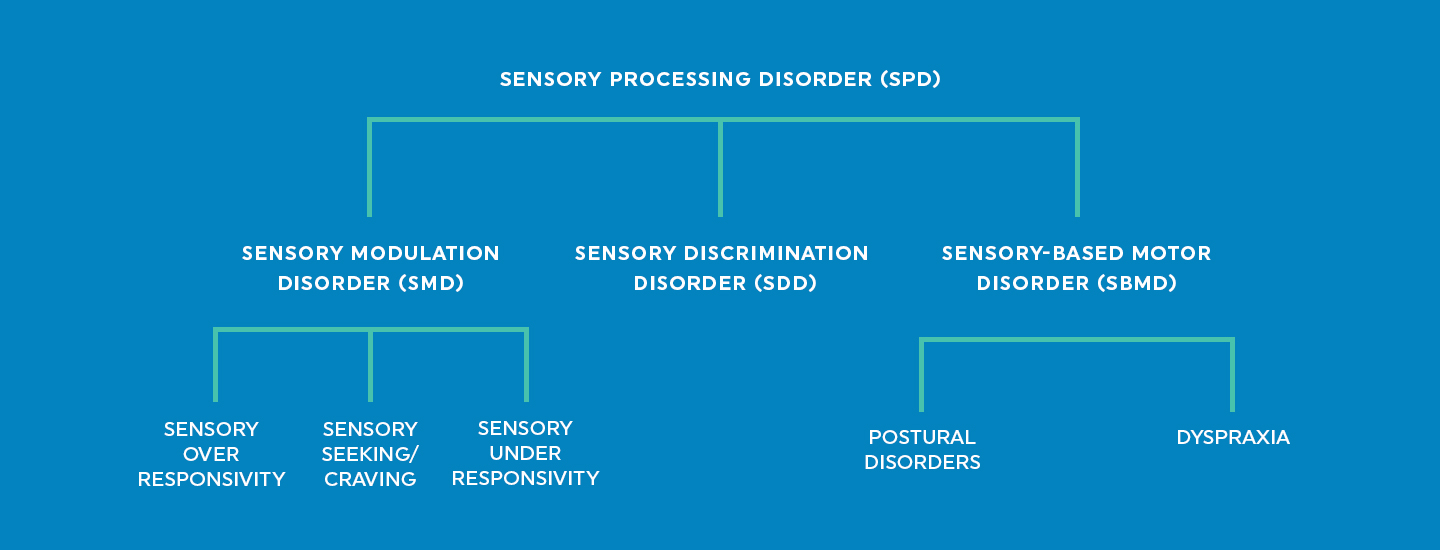 SENSORY PROCESSING DISORDER (SPD)
SENSORY MODULATION
DISORDER (SMD)
SENSORY DISCRIMINATION
DISORDER (SDD)
SENSORY-BASED MOTOR
DISORDER (SBMD)
SENSORY
OVER
RESPONSIVITY
SENSORY
SEEKING/
CRAVING
SENSORY
UNDER
RESPONSIVITY
POSTURAL
DISORDERS
DYSPRAXIA